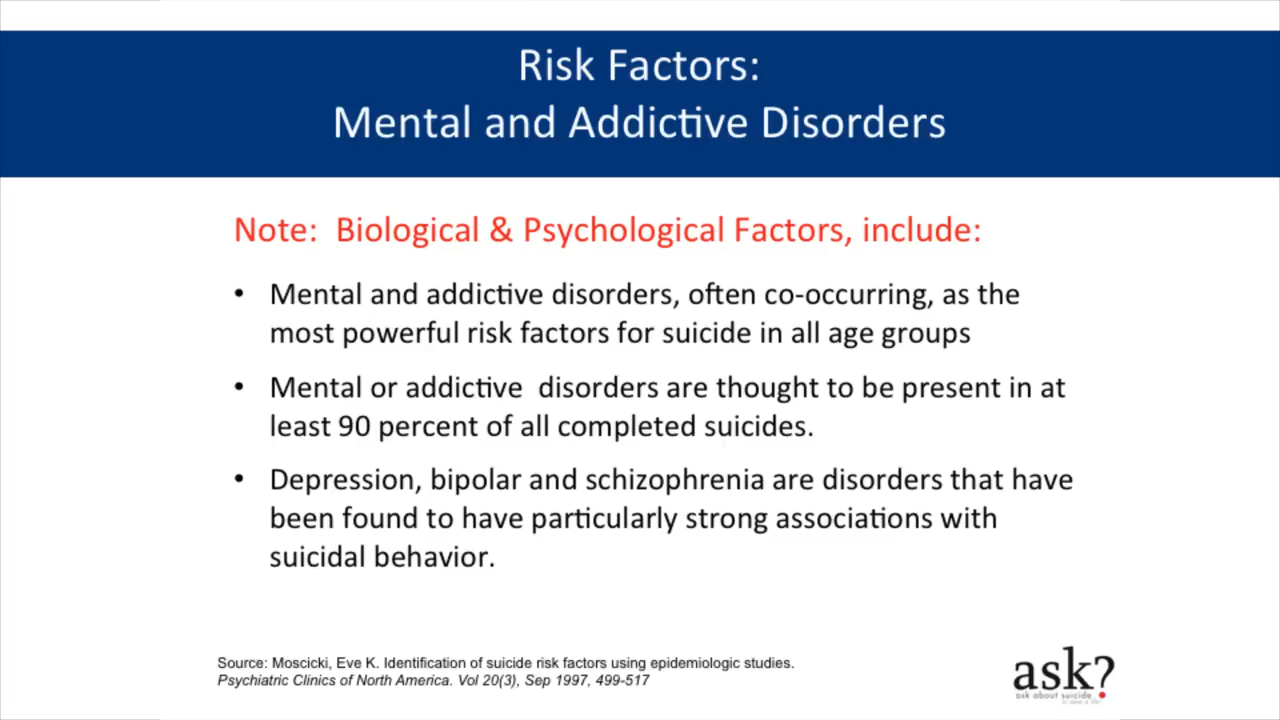 Risk Factors:
Mental and Addictive Disorders
Note:  Biological & Psychological Factors, include:
• Mental and addictive disorders, often co-occurring, as the
most powerful risk factors for suicide in all age groups
• Mental or addictive  disorders are thought to be present in at
least 90 percent of all completed suicides.
• Depression, bipolar and schizophrenia are disorders that have
been found to have particularly strong associations with
suicidal behavior.
Source: Moscicki, Eve K. Identification of suicide risk factors using epidemiologic studies.
Psychiatric Clinics of North America. Vol 20(3), Sep 1997, 499-517
ask?
ask about suicide
to save a life